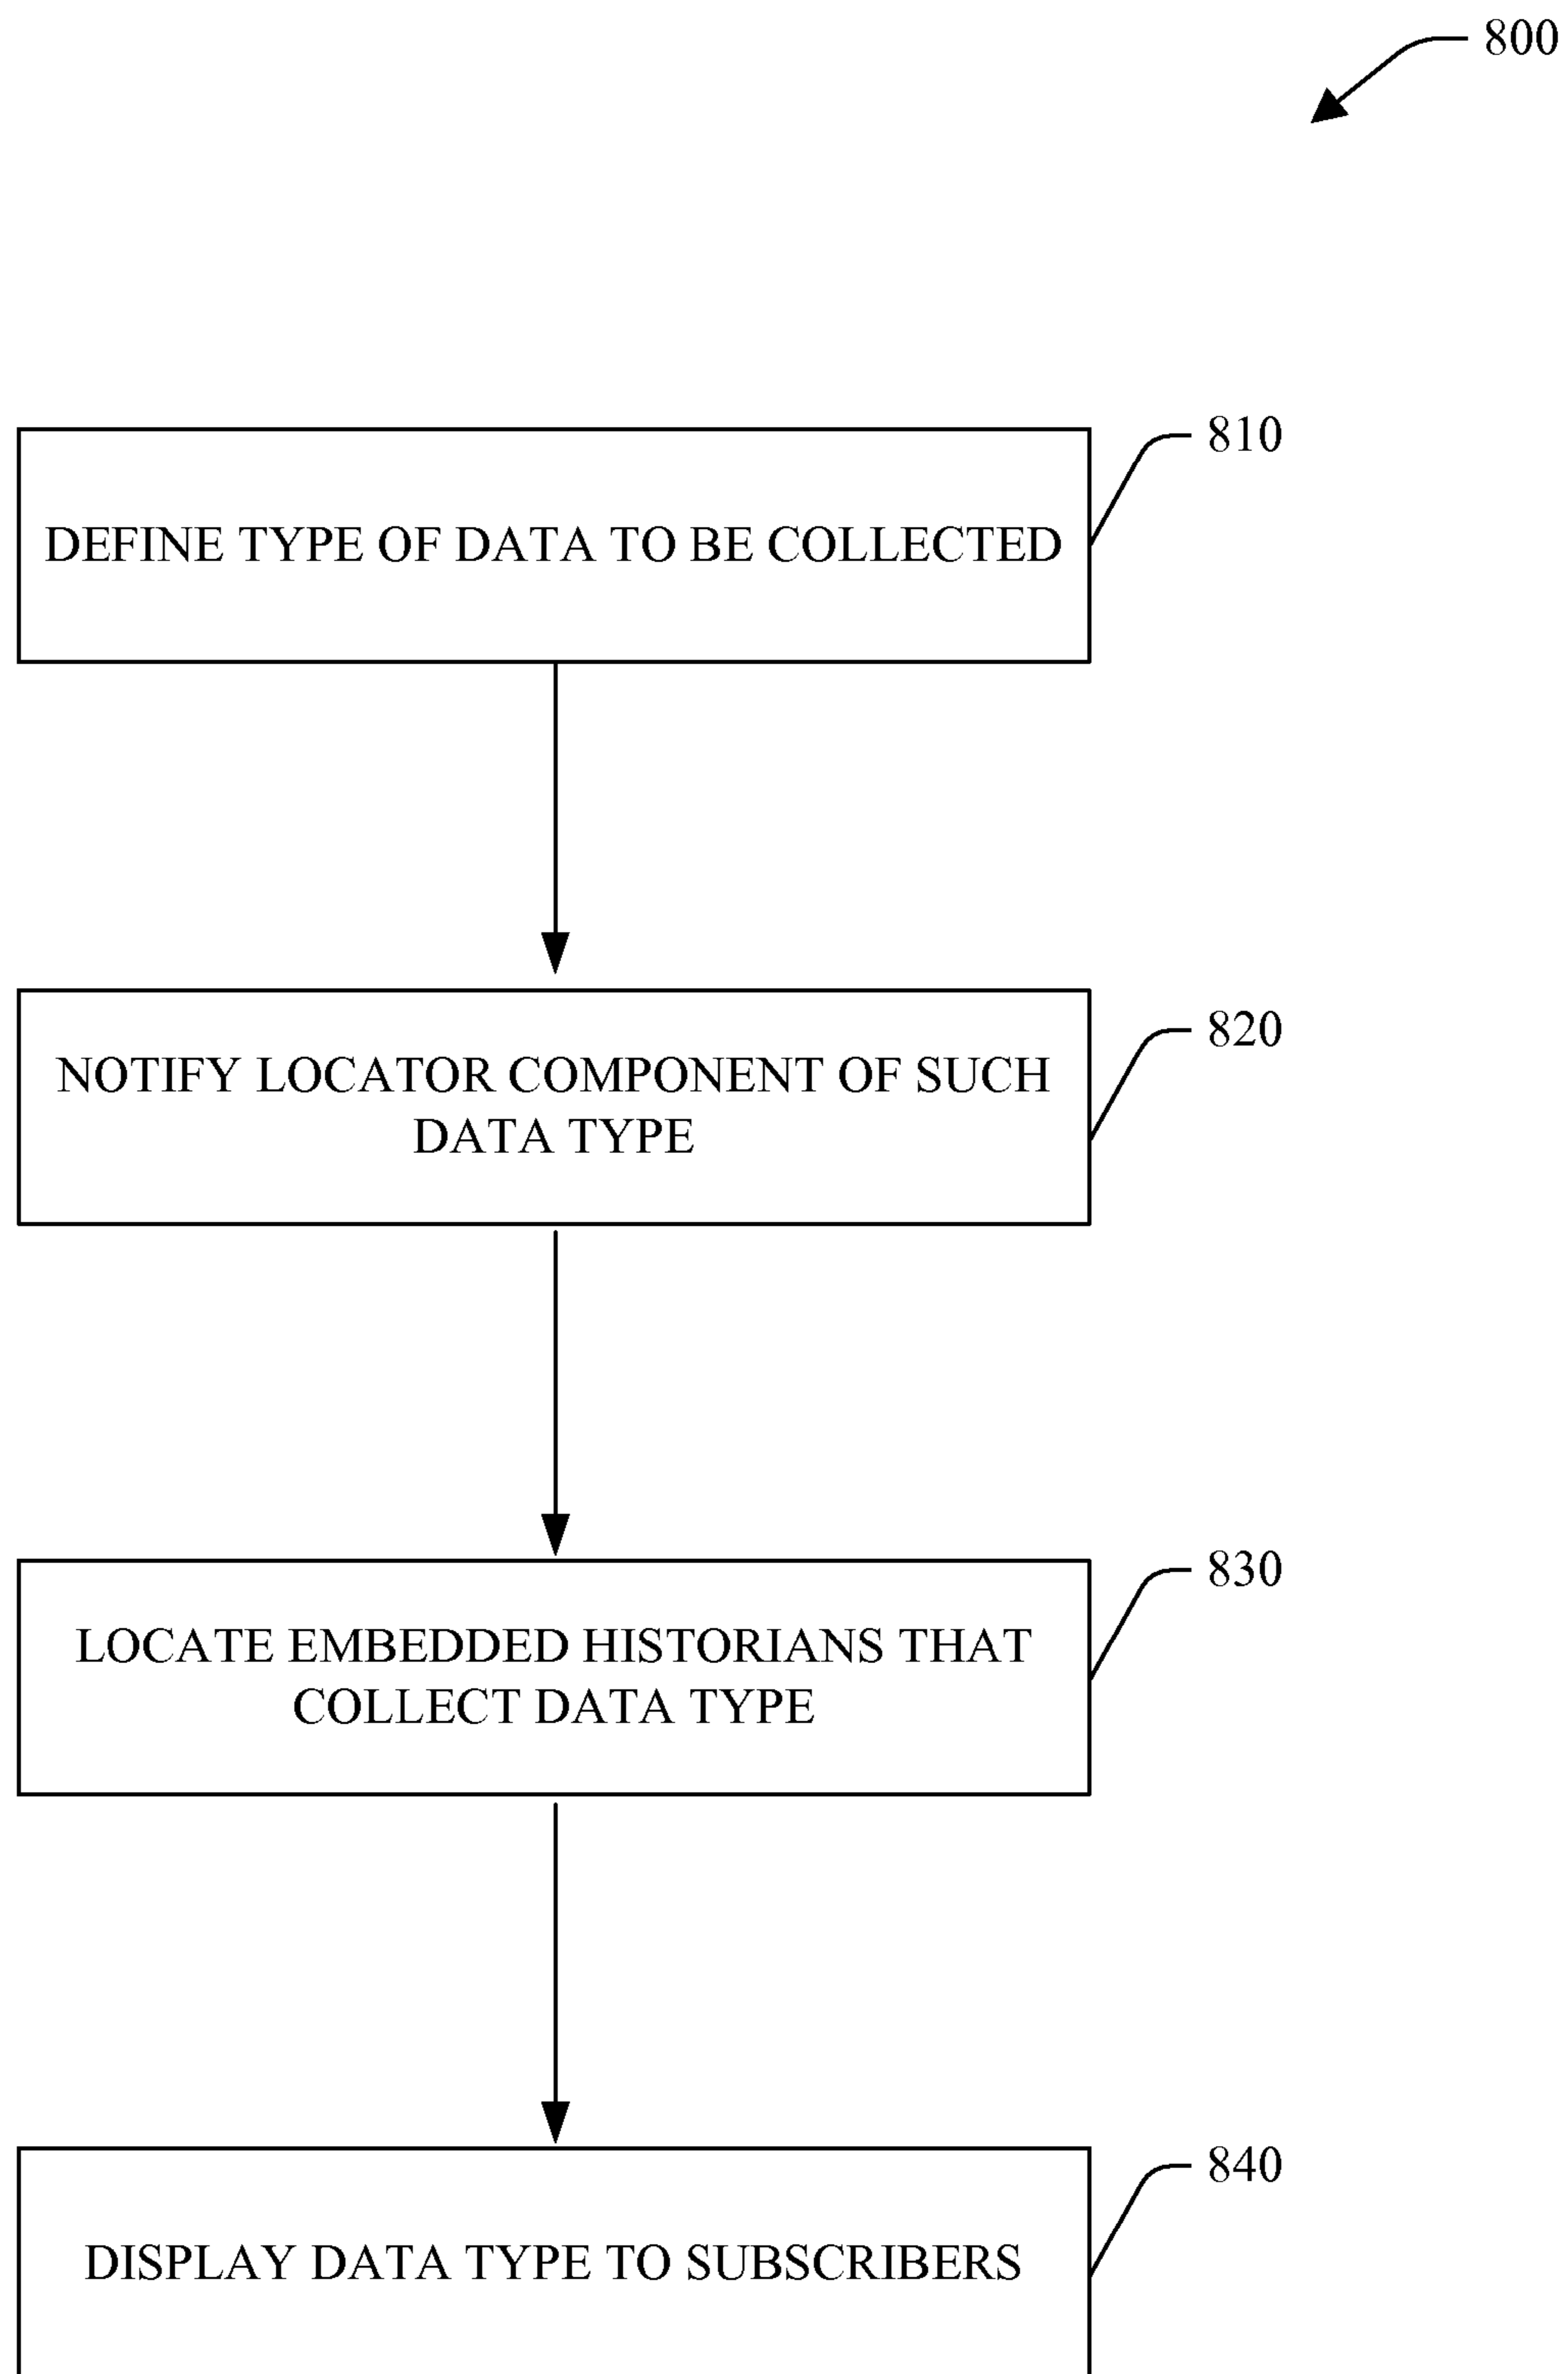 800
810
DEFINE TYPE OF DATA TO BE COLLECTED
820
NOTIFY LOCATOR COMPONENT OF SUCH
DATA TYPE
830
LOCATE EMBEDDED HISTORIANS THAT
COLLECT DATA TYPE
840
DISPLAY DATA TYPE TO SUBSCRIBERS